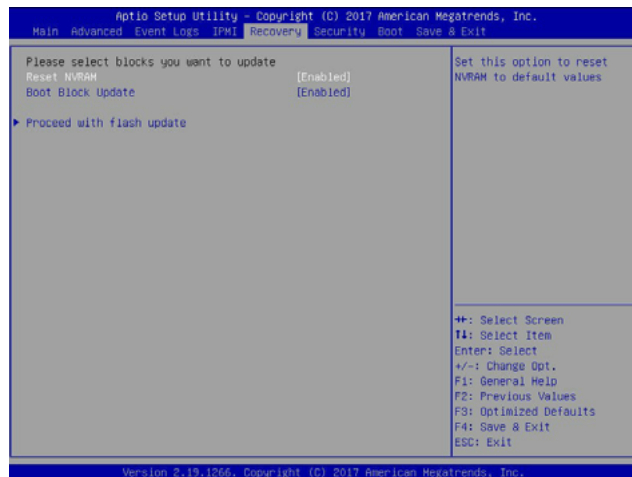 Aptio Setup Utility – Copyright (C) 2017 American Megatrends, Inc.
Main Advanced Event Logs IPMI Recovery Security Boot Save & Exit
Please select blocks you want to update
Reset NVRAM [Enabled]
Boot Block Update [Enabled]
Proceed with flash update
Set this option to reset
NVRAM to default values
: Select Screen
: Select Item
Enter: Select
+/-: Change Opt.
F1: General Help
F2: Previous Values
F3: Optimized Defaults
F4: Save & Exit
ESC: Exit
Version 2.19.1266. Copyright (C) 2017 American Megatrends, Inc.